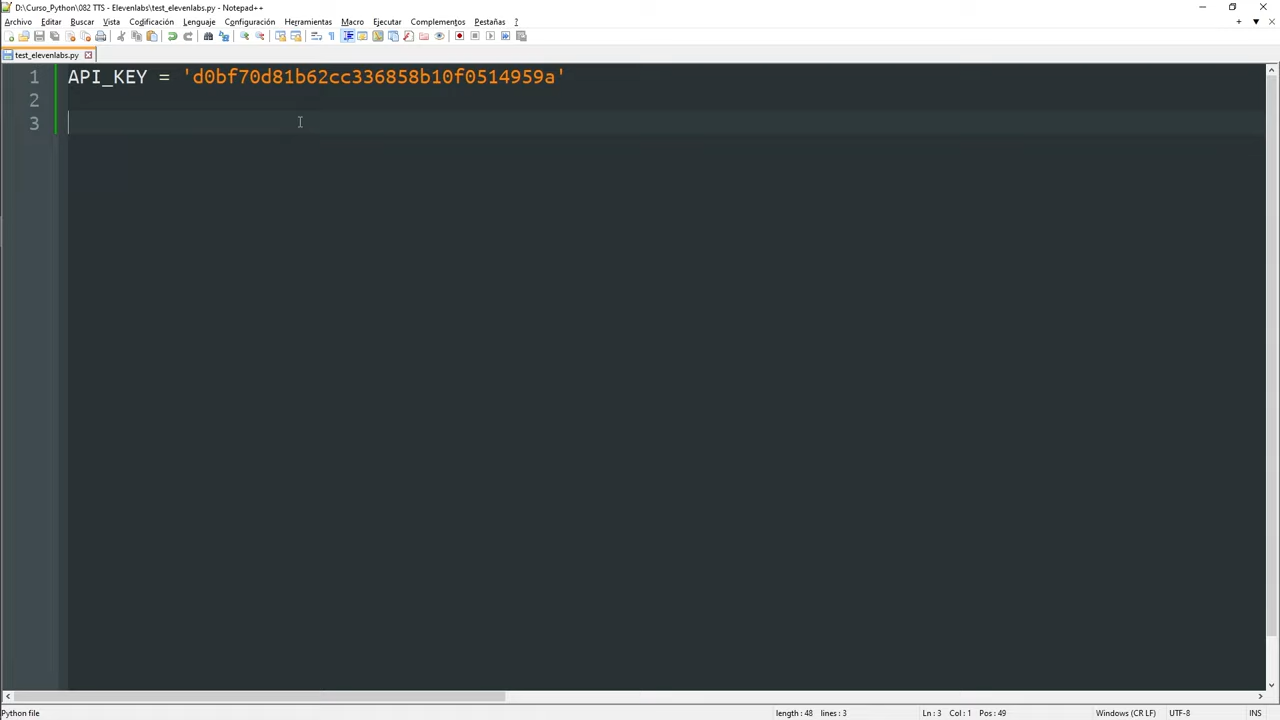 D:\Curso_Python\082 TTS - Elevenlabs\test_elevenlabs.py - Notepad++
Archivo Editar Buscar Vista Codificación Lenguaje Configuración Herramientas Macro Ejecutar Complementos Pestañas ?
test_elevenlabs.py
1 API_KEY = 'd0bf70d81b62cc336858b10f0514959a'
2
3
Python file length : 48 lines : 3 Ln : 3 Col : 1 Pos : 49 Windows (CR LF) UTF-8 INS